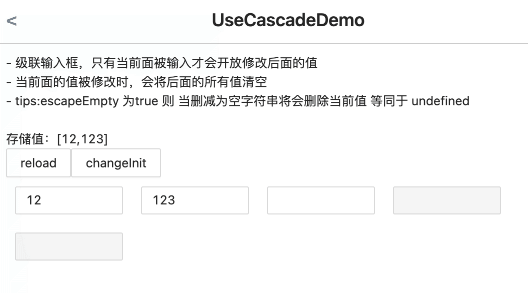 <
UseCascadeDemo
- 级联输入框，只有当前面被输入才会开放修改后面的值
- 当前面的值被修改时，会将后面的所有值清空
- tips:escapeEmpty 为true 则 当删减为空字符串将会删除当前值 等同于 undefined
存储值：[12,123]
reload changeInit
12 123